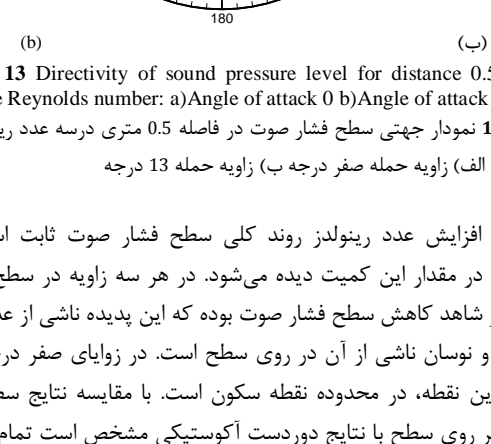 180
(b) (ب)
13 Directivity of sound pressure level for distance 0.5
Reynolds number: a)Angle of attack 0 b)Angle of attack
نمودار جهتی سطح فشار صوت در فاصله 0.5 متری درسه عدد
الف) زاویه حمله صفر درجه ب) زاویه حمله 13 درجه
افزایش عدد رینولدز روند کلی سطح فشار صوت ثابت
در مقدار این کمیت دیده می‌شود. در هر سه زاویه در سطح
شاهد کاهش سطح فشار صوت بوده که این پدیده ناشی از
و نوسان ناشی از آن در روی سطح است. در زوایای صفر
این نقطه، در محدوده نقطه سکون است. با مقایسه نتایج
بر روی سطح با نتایج دوردست آکوستیکی مشخص است تمام